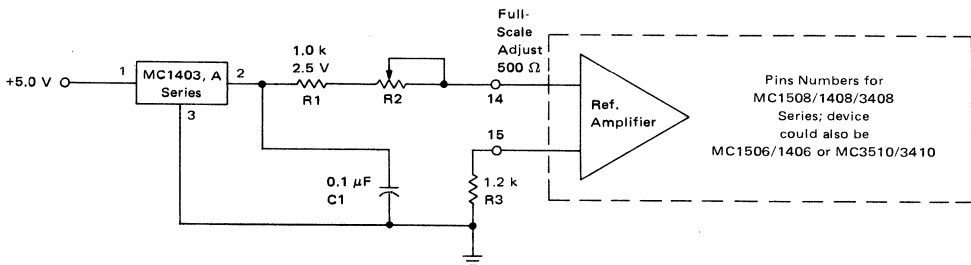 +5.0 V
1
MC1403, A
Series
2
3
1.0 k
2.5 V
R1
R2
Full-
Scale
Adjust
500 Ω
14
15
0.1 μF
C1
1.2 k
R3
Ref.
Amplifier
Pins Numbers for
MC1508/1408/3408
Series; device
could also be
MC1506/1406 or MC3510/3410